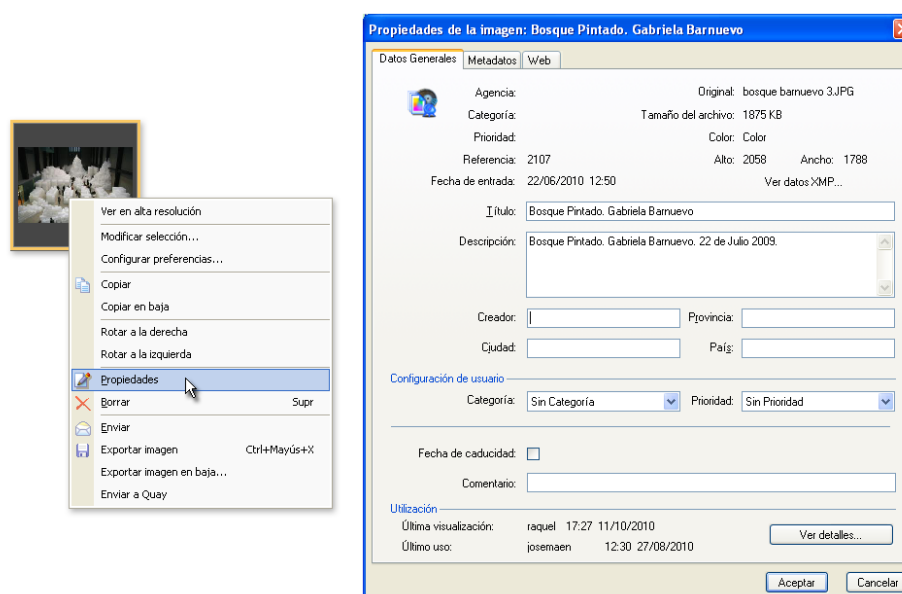 Ver en alta resolución
Modificar selección...
Configurar preferencias...
Copiar
Copiar en baja
Rotar a la derecha
Rotar a la izquierda
Propiedades
Borrar Supr
Enviar
Exportar imagen Ctrl+Mayús+X
Exportar imagen en baja...
Enviar a Quay
Propiedades de la imagen: Bosque Pintado. Gabriela Barnuevo
Datos Generales Metadatos Web
Agencia: Original: bosque barnuevo 3.JPG
Categoría: Tamaño del archivo: 1875 KB
Prioridad: Color: Color
Referencia: 2107 Alto: 2058 Ancho: 1788
Fecha de entrada: 22/06/2010 12:50 Ver datos XMP...
Título: Bosque Pintado. Gabriela Barnuevo
Descripción: Bosque Pintado. Gabriela Barnuevo. 22 de Julio 2009.
Creador: Provincia:
Ciudad: País:
Configuración de usuario
Categoría: Sin Categoría Prioridad: Sin Prioridad
Fecha de caducidad:
Comentario:
Utilización
Última visualización: raquel 17:27 11/10/2010
Ver detalles...
Último uso: josemaen 12:30 27/08/2010
Aceptar Cancelar